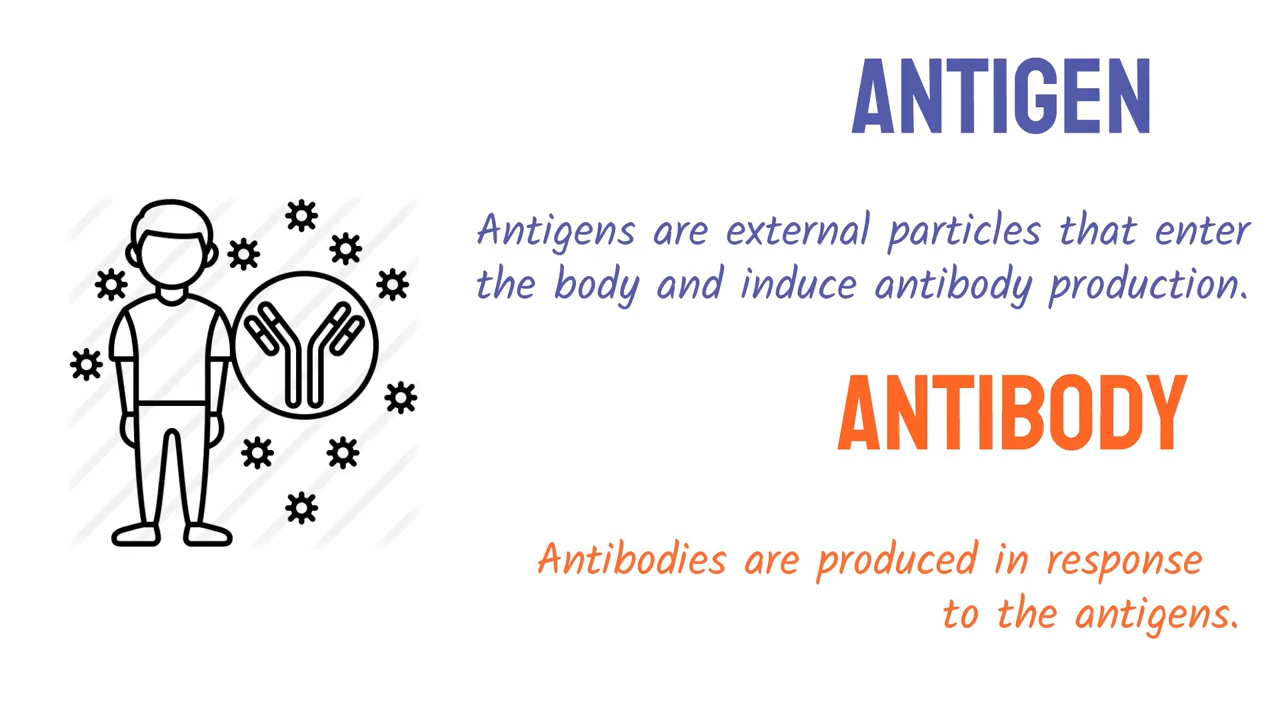 ANTIGEN
Antigens are external particles that enter
the body and induce antibody production.
ANTIBODY
Antibodies are produced in response
to the antigens.